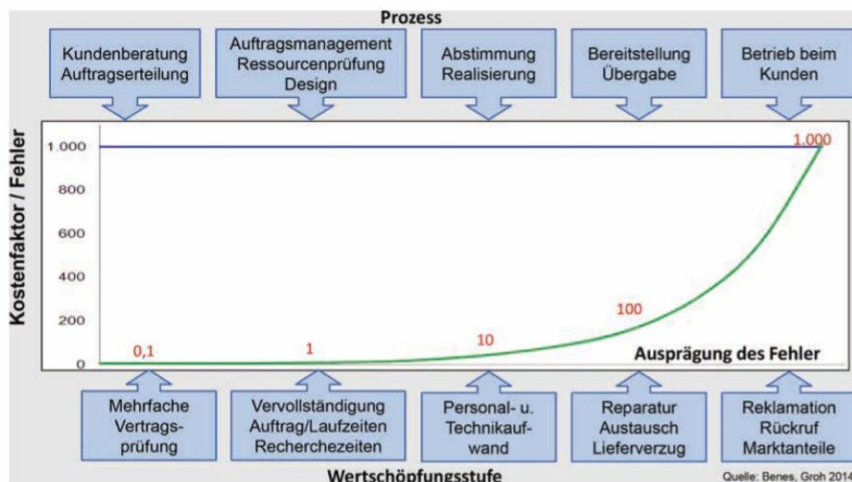 Prozess
Kundenberatung
Auftragserteilung
Auftragsmanagement
Ressourcenprüfung
Design
Abstimmung
Realisierung
Bereitstellung
Übergabe
Betrieb beim
Kunden
Kostenfaktor / Fehler
1.000
800
600
400
200
0
0,1
1
10
100
1.000
Ausprägung des Fehler
Mehrfache
Vertrags-
prüfung
Vervollständigung
Auftrag/Laufzeiten
Recherchezeiten
Personal- u.
Technikauf-
wand
Reparatur
Austausch
Lieferverzug
Reklamation
Rückruf
Marktanteile
Wertschöpfungsstufe
Quelle: Benes, Groh 2014